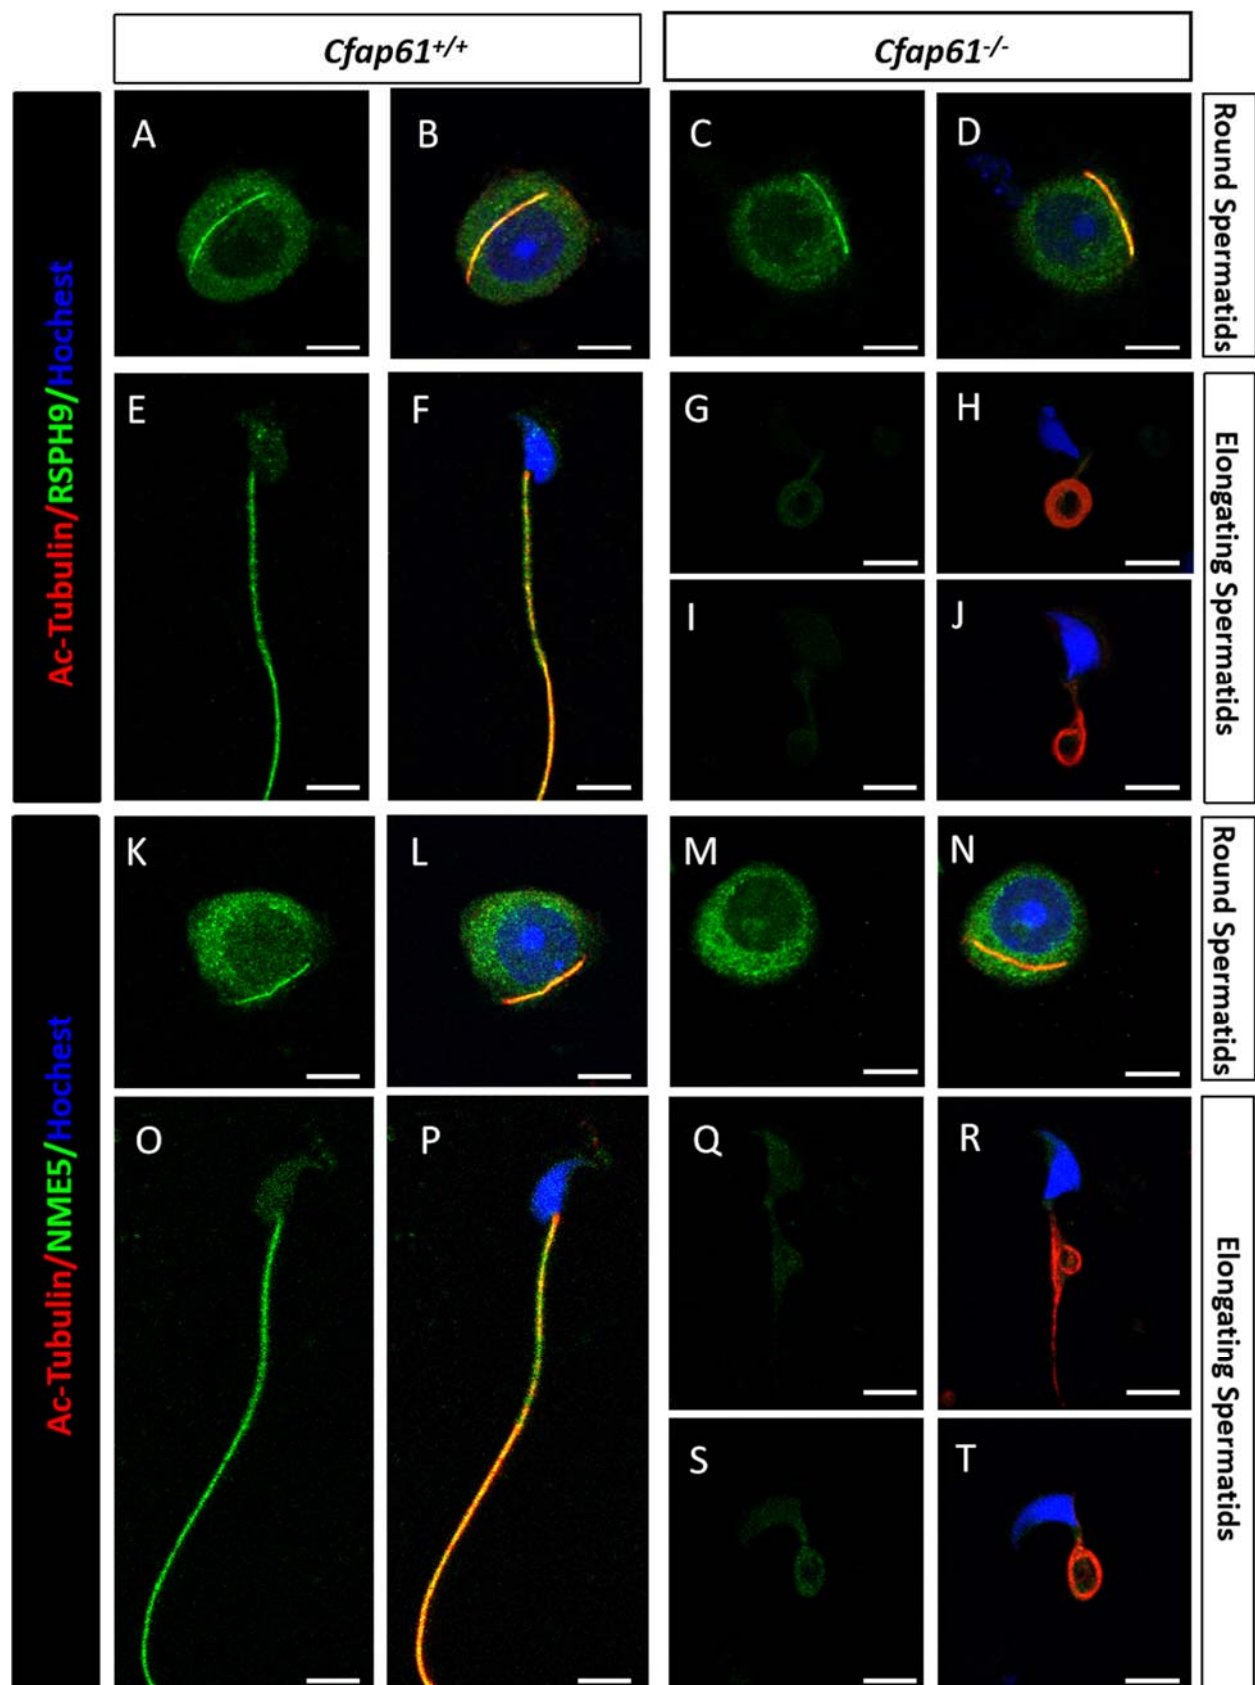 Cfap61+/+
Cfap61-/-
Ac-Tubulin/RSPH9/Hochest
A
B
C
D
Round Spermatids
E
F
G
H
I
J
Elongating Spermatids
Ac-Tubulin/NME5/Hochest
K
L
M
N
Round Spermatids
O
P
Q
R
S
T
Elongating Spermatids